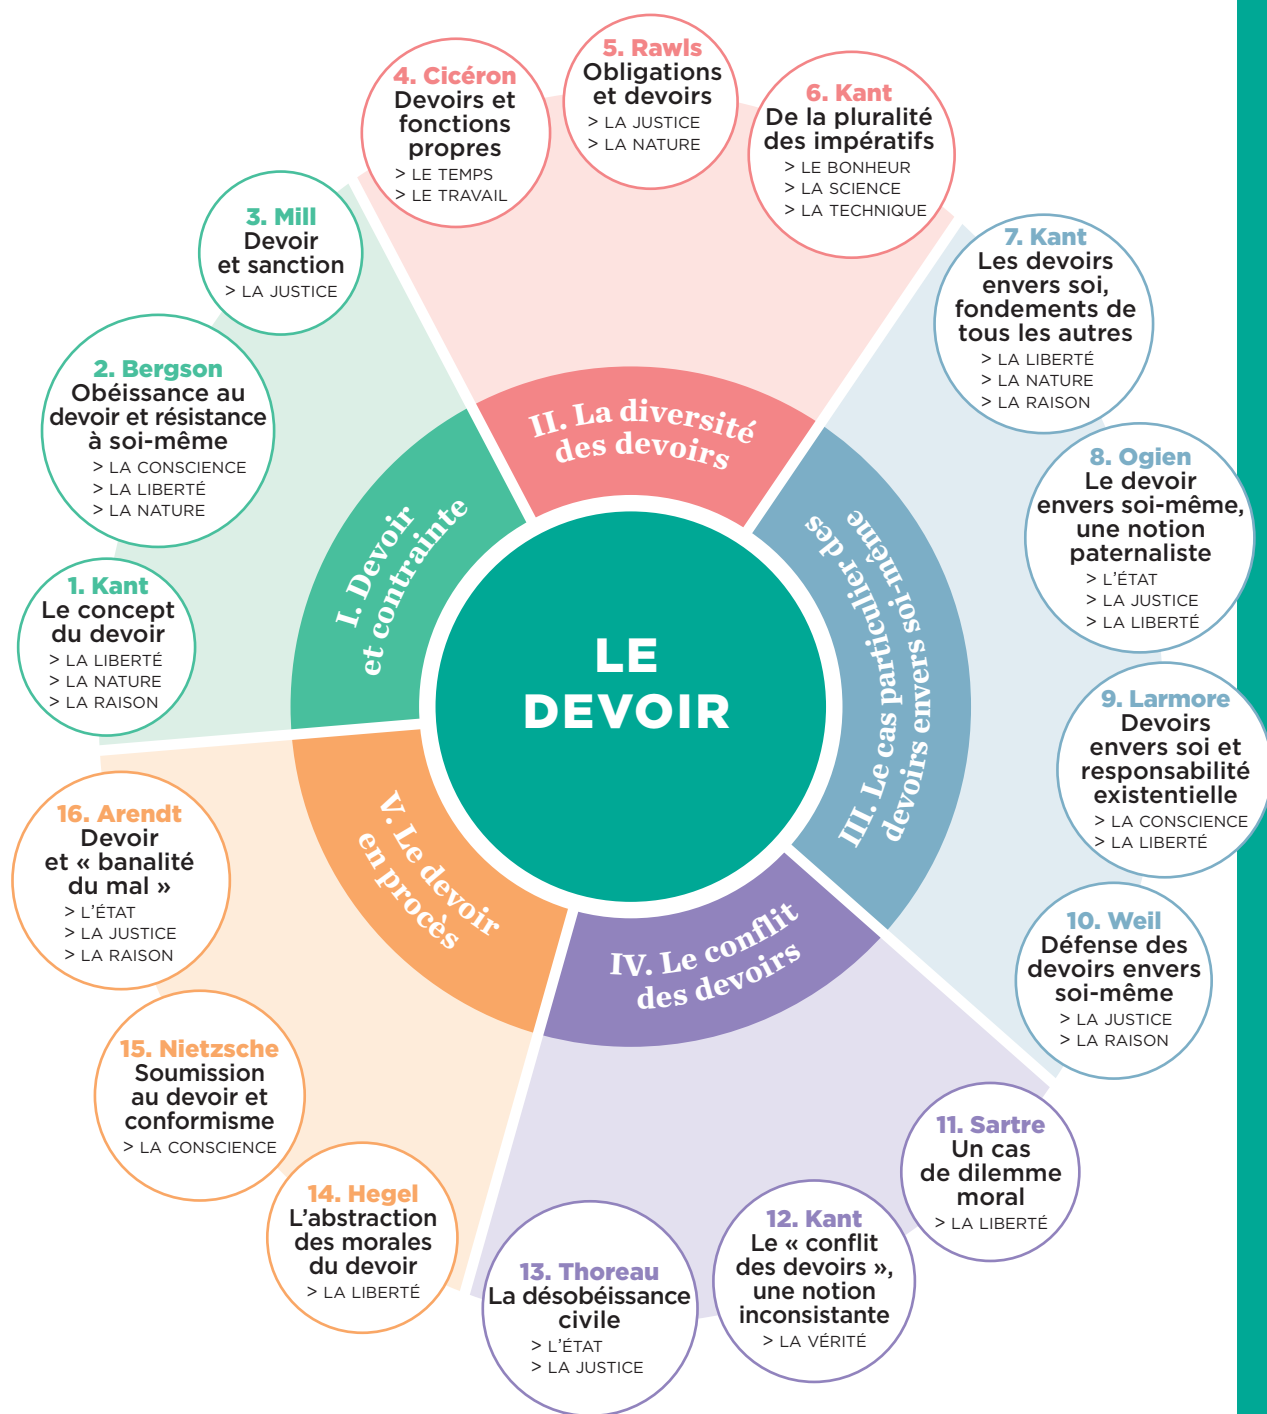 LE
DEVOIR
I. Devoir
et contrainte
1. Kant
Le concept
du devoir
> LA LIBERTÉ
> LA NATURE
> LA RAISON
2. Bergson
Obéissance au
devoir et résistance
à soi-même
> LA CONSCIENCE
> LA LIBERTÉ
> LA NATURE
3. Mill
Devoir
et sanction
> LA JUSTICE
II. La diversité
des devoirs
4. Cicéron
Devoirs et
fonctions
propres
> LE TEMPS
> LE TRAVAIL
5. Rawls
Obligations
et devoirs
> LA JUSTICE
> LA NATURE
6. Kant
De la pluralité
des impératifs
> LE BONHEUR
> LA SCIENCE
> LA TECHNIQUE
III. Le cas particulier des
devoirs envers soi-même
7. Kant
Les devoirs
envers soi,
fondements de
tous les autres
> LA LIBERTÉ
> LA NATURE
> LA RAISON
8. Ogien
Le devoir
envers soi-même,
une notion
paternaliste
> L'ÉTAT
> LA JUSTICE
> LA LIBERTÉ
9. Larmore
Devoirs
envers soi et
responsabilité
existentielle
> LA CONSCIENCE
> LA LIBERTÉ
10. Weil
Défense des
devoirs envers
soi-même
> LA JUSTICE
> LA RAISON
IV. Le conflit
des devoirs
11. Sartre
Un cas
de dilemme
moral
> LA LIBERTÉ
12. Kant
Le « conflit
des devoirs »,
une notion
inconsistante
> LA VÉRITÉ
13. Thoreau
La désobéissance
civile
> L'ÉTAT
> LA JUSTICE
V. Le devoir
en procès
14. Hegel
L'abstraction
des morales
du devoir
> LA LIBERTÉ
15. Nietzsche
Soumission
au devoir et
conformisme
> LA CONSCIENCE
16. Arendt
Devoir
et « banalité
du mal »
> L'ÉTAT
> LA JUSTICE
> LA RAISON